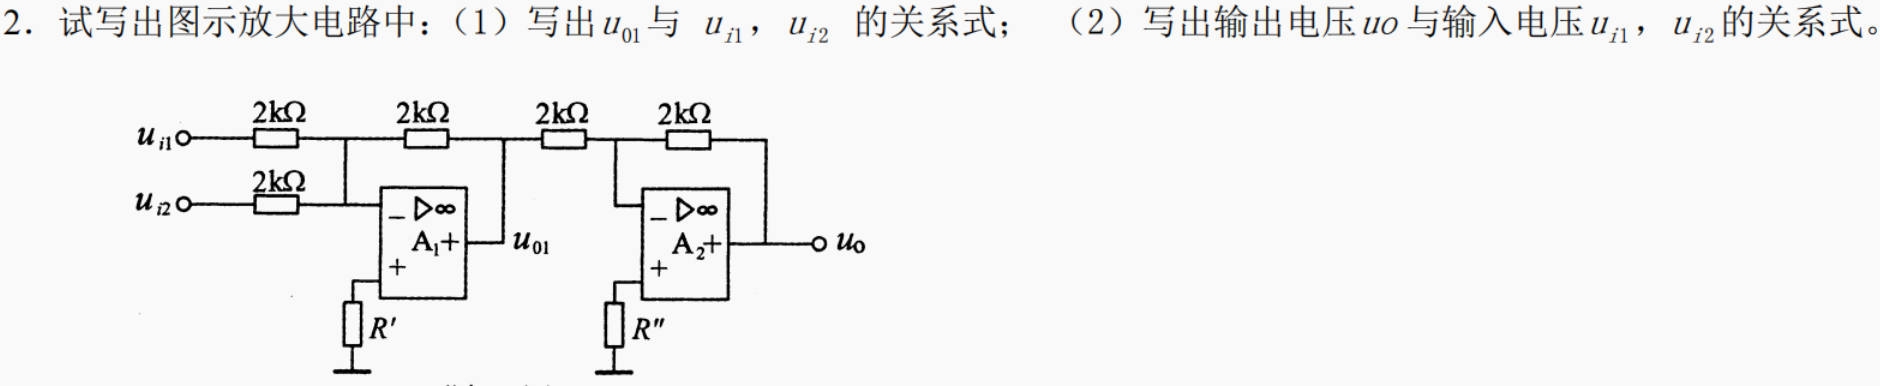 2. 试写出图示放大电路中：（1）写出u01与 ui1， ui2 的关系式； （2）写出输出电压uo与输入电压ui1，ui2的关系式。
2kΩ 2kΩ 2kΩ 2kΩ
ui1
2kΩ
ui2
− ▷∞ − ▷∞
A1+ u01 A2+ uo
+ +
R′ R″